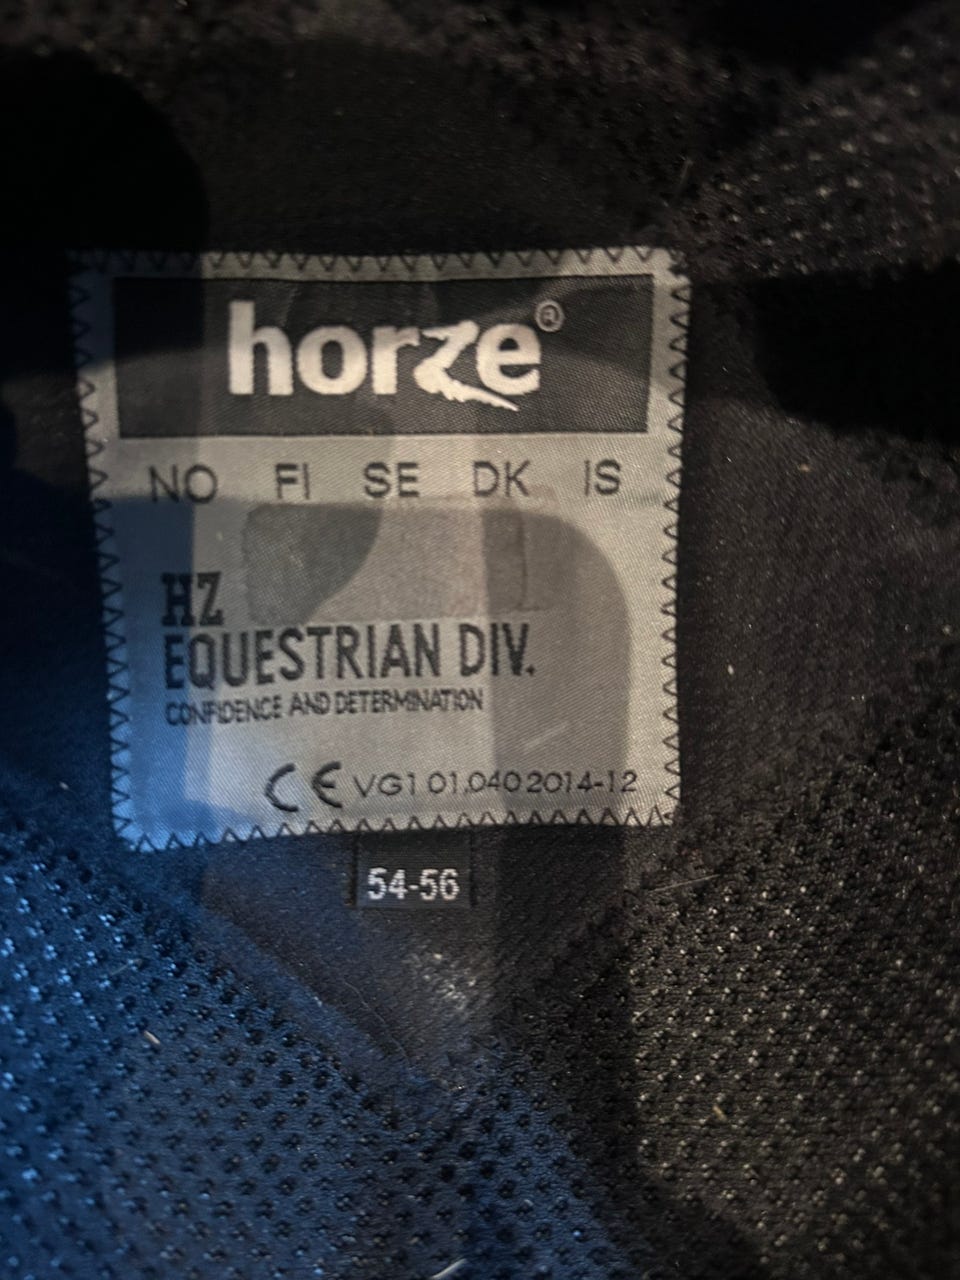 horze®
NO FI SE DK IS
HZ
EQUESTRIAN DIV.
CONFIDENCE AND DETERMINATION
CE VG1 01.040 2014-12
54-56